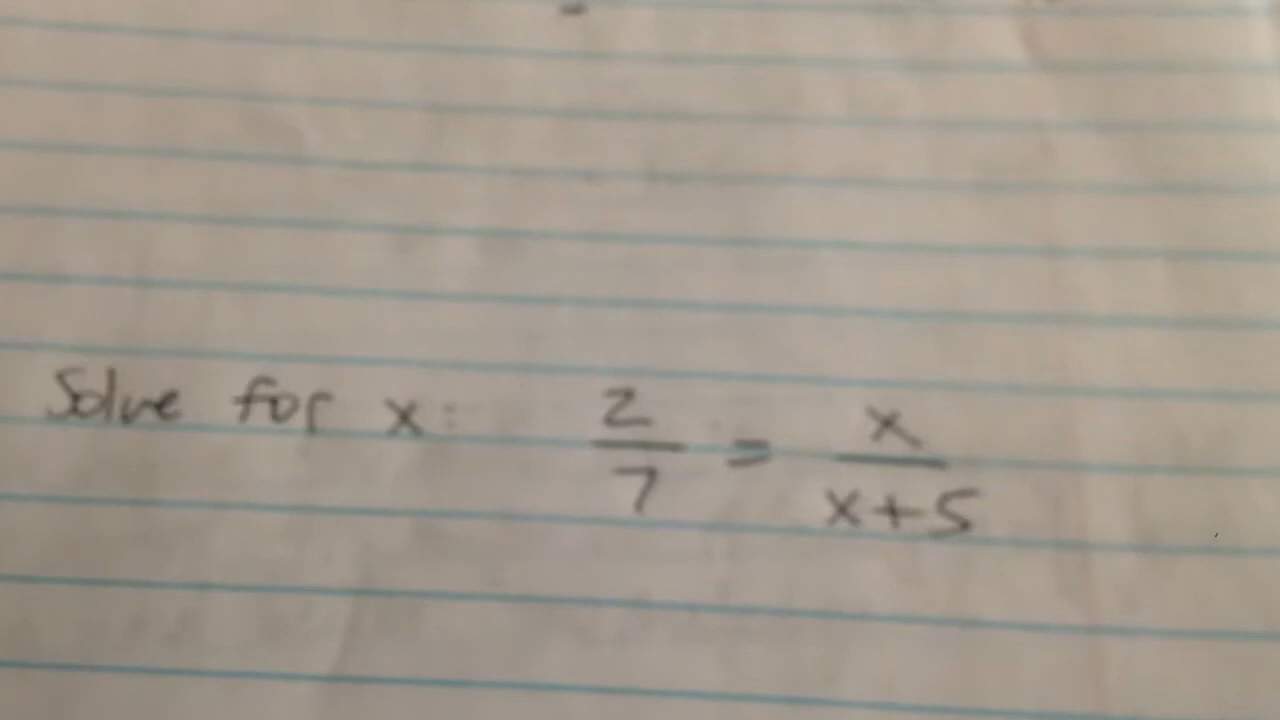 Solve for x: 2/7 = x/(x+5)